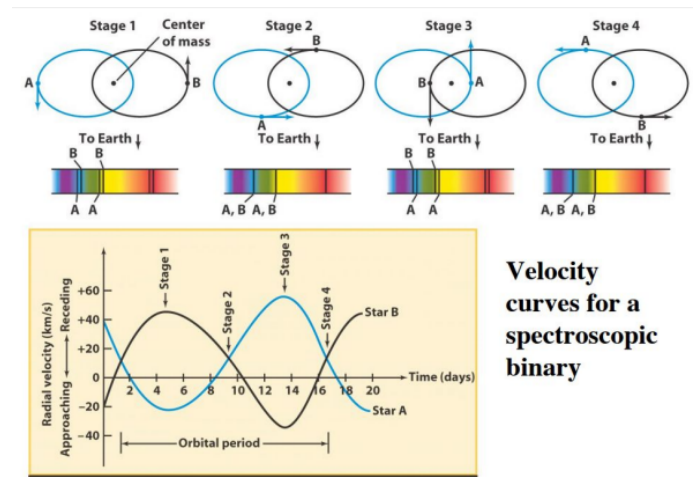 Stage 1
Center
of mass
Stage 2
Stage 3
Stage 4
A
B
B
A
B
A
A
B
To Earth ↓
To Earth ↓
To Earth ↓
To Earth ↓
B B
B B
A A
A, B A, B
A A
A, B A, B
Radial velocity (km/s)
Approaching
Receding
+60
+40
+20
0
−20
−40
Stage 1
Stage 2
Stage 3
Stage 4
Star B
2 4 6 8 10 12 14 16 18 20
Time (days)
Star A
Orbital period
Velocity
curves for a
spectroscopic
binary